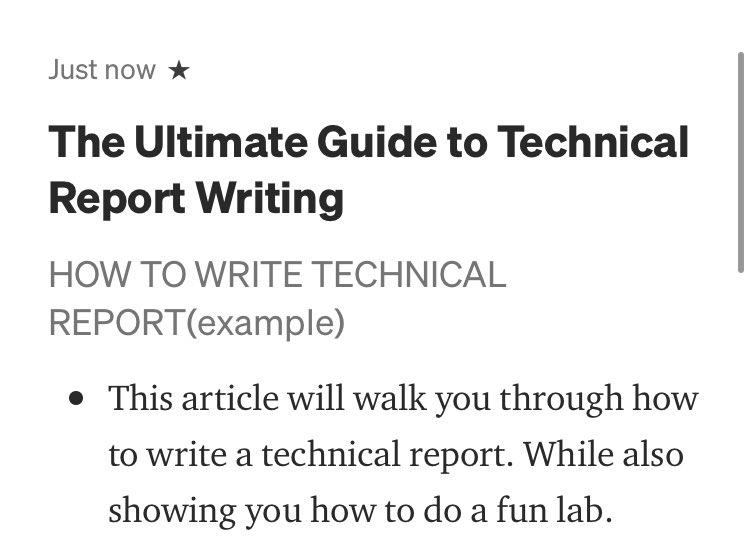 Just now ★
The Ultimate Guide to Technical
Report Writing
HOW TO WRITE TECHNICAL
REPORT(example)
• This article will walk you through how
to write a technical report. While also
showing you how to do a fun lab.